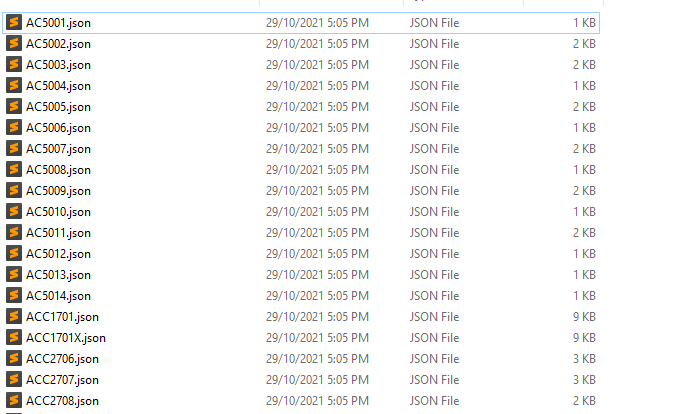 AC5001.json 29/10/2021 5:05 PM JSON File 1 KB
AC5002.json 29/10/2021 5:05 PM JSON File 2 KB
AC5003.json 29/10/2021 5:05 PM JSON File 2 KB
AC5004.json 29/10/2021 5:05 PM JSON File 1 KB
AC5005.json 29/10/2021 5:05 PM JSON File 2 KB
AC5006.json 29/10/2021 5:05 PM JSON File 1 KB
AC5007.json 29/10/2021 5:05 PM JSON File 2 KB
AC5008.json 29/10/2021 5:05 PM JSON File 1 KB
AC5009.json 29/10/2021 5:05 PM JSON File 2 KB
AC5010.json 29/10/2021 5:05 PM JSON File 1 KB
AC5011.json 29/10/2021 5:05 PM JSON File 2 KB
AC5012.json 29/10/2021 5:05 PM JSON File 1 KB
AC5013.json 29/10/2021 5:05 PM JSON File 1 KB
AC5014.json 29/10/2021 5:05 PM JSON File 1 KB
ACC1701.json 29/10/2021 5:05 PM JSON File 9 KB
ACC1701X.json 29/10/2021 5:05 PM JSON File 9 KB
ACC2706.json 29/10/2021 5:05 PM JSON File 3 KB
ACC2707.json 29/10/2021 5:05 PM JSON File 3 KB
ACC2708.json 29/10/2021 5:05 PM JSON File 2 KB